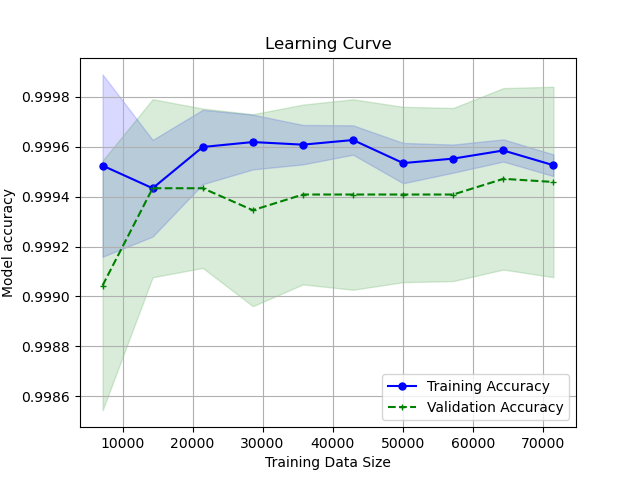 Learning Curve
Model accuracy
0.9998
0.9996
0.9994
0.9992
0.9990
0.9988
0.9986
Training Accuracy
Validation Accuracy
10000 20000 30000 40000 50000 60000 70000
Training Data Size